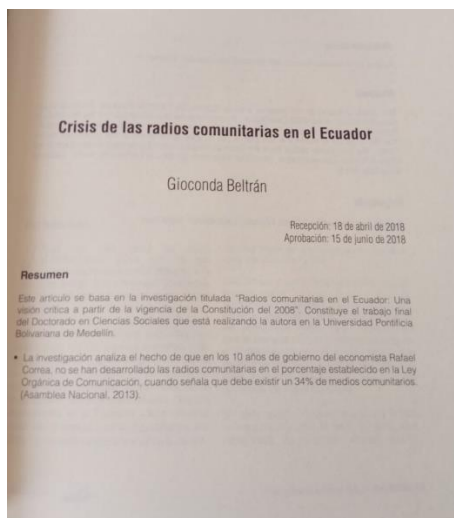 Crisis de las radios comunitarias en el Ecuador
Gioconda Beltrán
Recepción: 18 de abril de 2018
Aprobación: 15 de junio de 2018
Resumen
Este artículo se basa en la investigación titulada "Radios comunitarias en el Ecuador: Una
visión crítica a partir de la vigencia de la Constitución del 2008". Constituye el trabajo final
del Doctorado en Ciencias Sociales que está realizando la autora en la Universidad Pontificia
Bolivariana de Medellín.
• La investigación analiza el hecho de que en los 10 años de gobierno del economista Rafael
Correa, no se han desarrollado las radios comunitarias en el porcentaje establecido en la Ley
Orgánica de Comunicación, cuando señala que debe existir un 34% de medios comunitarios.
(Asamblea Nacional, 2013).